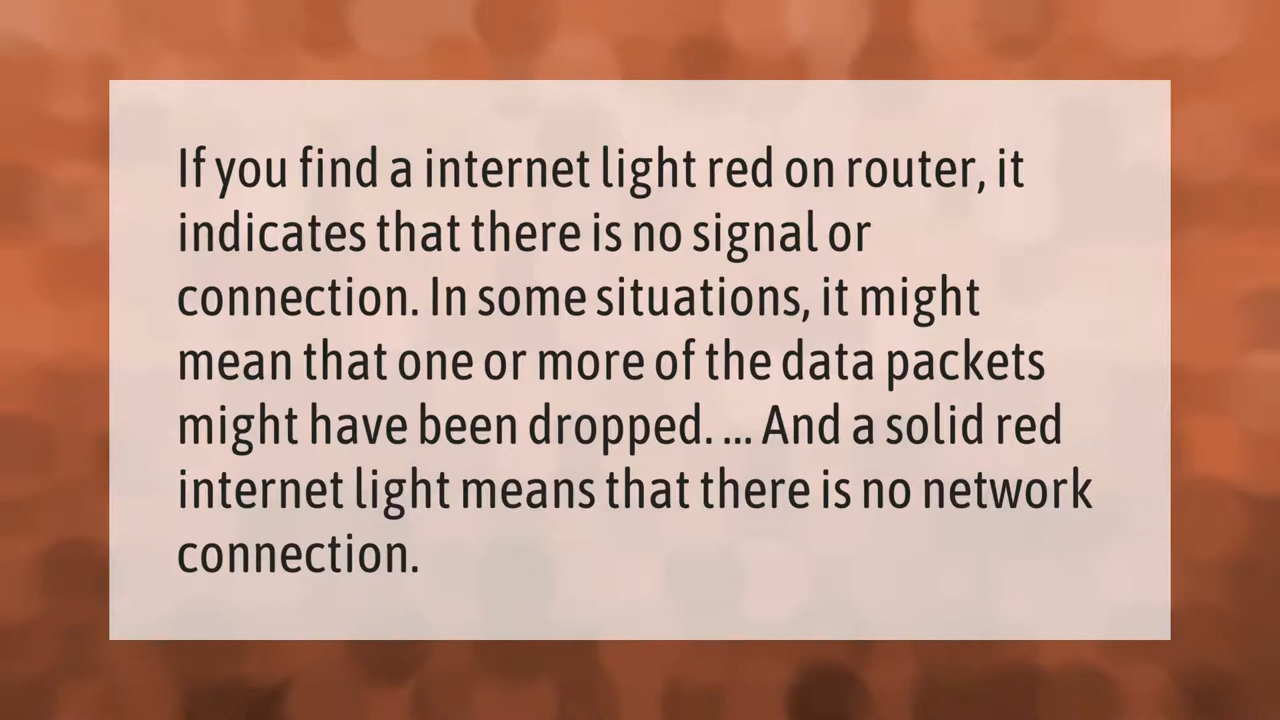 If you find a internet light red on router, it
indicates that there is no signal or
connection. In some situations, it might
mean that one or more of the data packets
might have been dropped. ... And a solid red
internet light means that there is no network
connection.